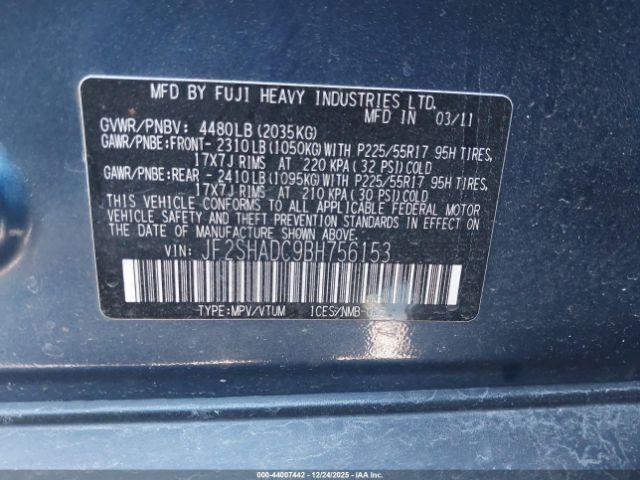 MFD BY FUJI HEAVY INDUSTRIES LTD.
MFD IN 03/11
GVWR/PNBV: 4480LB (2035KG)
GAWR/PNBE:FRONT- 2310LB(1050KG)WITH P225/55R17 95H TIRES,
17X7J RIMS AT 220 KPA(32 PSI)COLD
GAWR/PNBE:REAR - 2410LB(1095KG)WITH P225/55R17 95H TIRES,
17X7J RIMS AT 210 KPA(30 PSI)COLD
THIS VEHICLE CONFORMS TO ALL APPLICABLE FEDERAL MOTOR
VEHICLE SAFETY AND THEFT PREVENTION STANDARDS IN EFFECT ON
THE DATE OF MANUFACTURE SHOWN ABOVE.
VIN: JF2SHADC9BH756153
TYPE:MPV/VTUM ICES/NMB-
000-44007442 - 12/24/2025 - IAAI.com